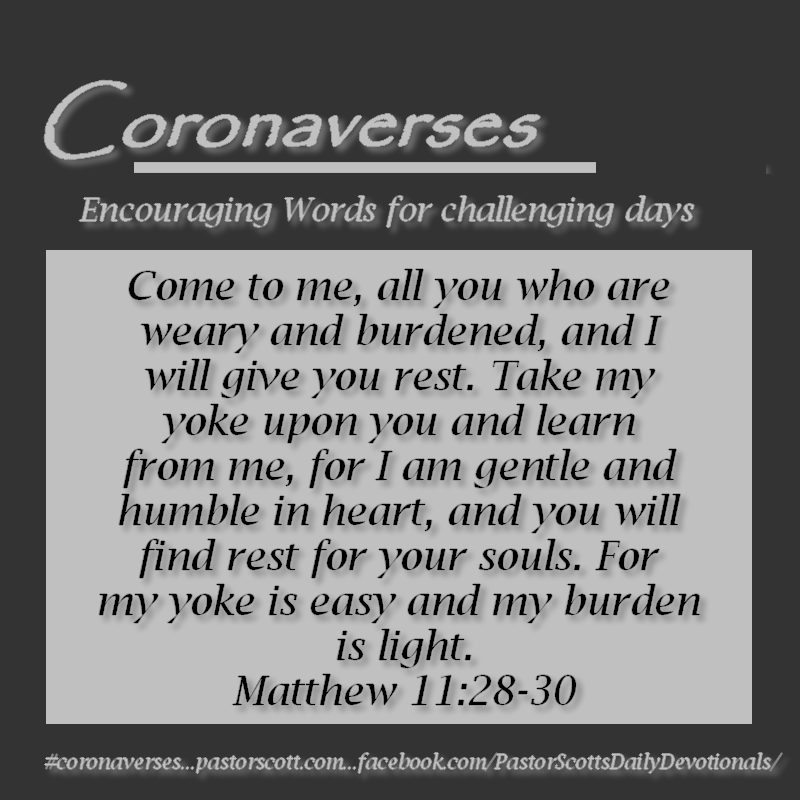 Coronaverses
Encouraging Words for challenging days
Come to me, all you who are
weary and burdened, and I
will give you rest. Take my
yoke upon you and learn
from me, for I am gentle and
humble in heart, and you will
find rest for your souls. For
my yoke is easy and my burden
is light.
Matthew 11:28-30
#coronaverses...pastorscott.com...facebook.com/PastorScottsDailyDevotionals/